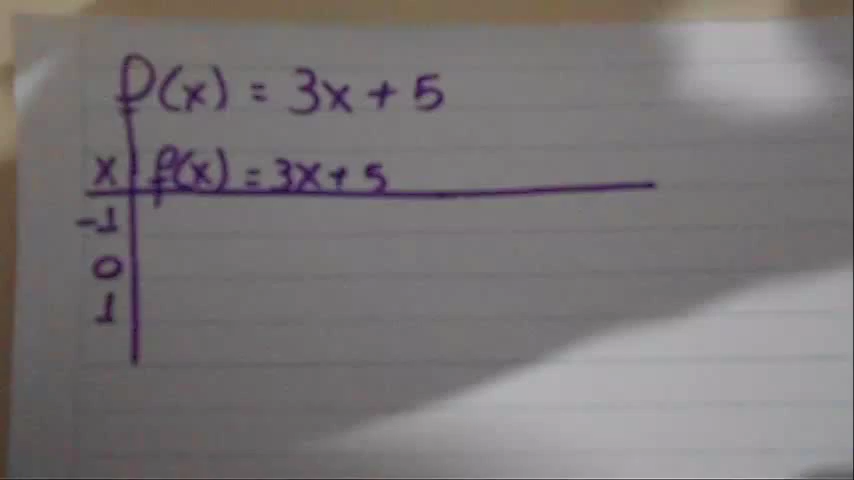 f(x) = 3x + 5
x f(x) = 3x + 5
-1
0
1